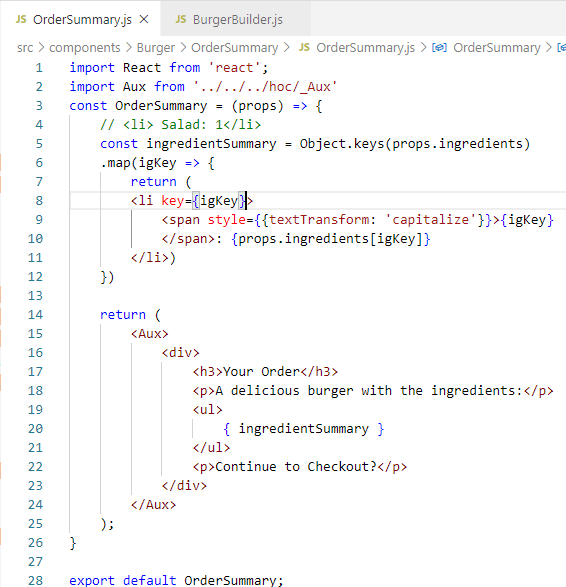 JS OrderSummary.js × JS BurgerBuilder.js
src > components > Burger > OrderSummary > JS OrderSummary.js > OrderSummary >
1 import React from 'react';
2 import Aux from '../../../hoc/_Aux'
3 const OrderSummary = (props) => {
4 // <li> Salad: 1</li>
5 const ingredientSummary = Object.keys(props.ingredients)
6 .map(igKey => {
7 return (
8 <li key={igKey}>
9 <span style={{textTransform: 'capitalize'}}>{igKey}
10 </span>: {props.ingredients[igKey]}
11 </li>)
12 })
13
14 return (
15 <Aux>
16 <div>
17 <h3>Your Order</h3>
18 <p>A delicious burger with the ingredients:</p>
19 <ul>
20 { ingredientSummary }
21 </ul>
22 <p>Continue to Checkout?</p>
23 </div>
24 </Aux>
25 );
26 }
27
28 export default OrderSummary;